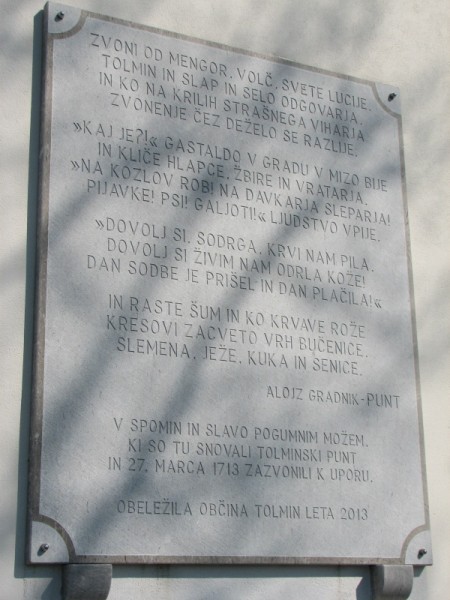 ZVONI OD MENGOR, VOLČ, SVETE LUCIJE,
TOLMIN IN SLAP IN SELO ODGOVARJA,
IN KO NA KRILIH STRAŠNEGA VIHARJA
ZVONENJE ČEZ DEŽELO SE RAZLIJE.
»KAJ JE?!« GASTALDO V GRADU V MIZO BIJE
IN KLIČE HLAPCE, ŽBIRE IN VRATARJA.
»NA KOZLOV ROBI NA DAVKARJA SLEPARJA!
PIJAVKE! PSI! GALJOTI!« LJUDSTVO VPIJE.
»DOVOLJ SI, SODRGA, KRVI NAM PILA,
DOVOLJ SI ŽIVIM NAM ODRLA KOŽE!
DAN SODBE JE PRIŠEL IN DAN PLAČILA!«
IN RASTE ŠUM IN KO KRVAVE ROŽE
KRESOVI ZACVETO VRH BUČENICE,
SLEMENA, JEŽE, KUKA IN SENICE.
ALOJZ GRADNIK-PUNT
V SPOMIN IN SLAVO POGUMNIM MOŽEM,
KI SO TU SNOVALI TOLMINSKI PUNT
IN 27. MARCA 1713 ZAZVONILI K UPORU.
OBELEŽILA OBČINA TOLMIN LETA 2013